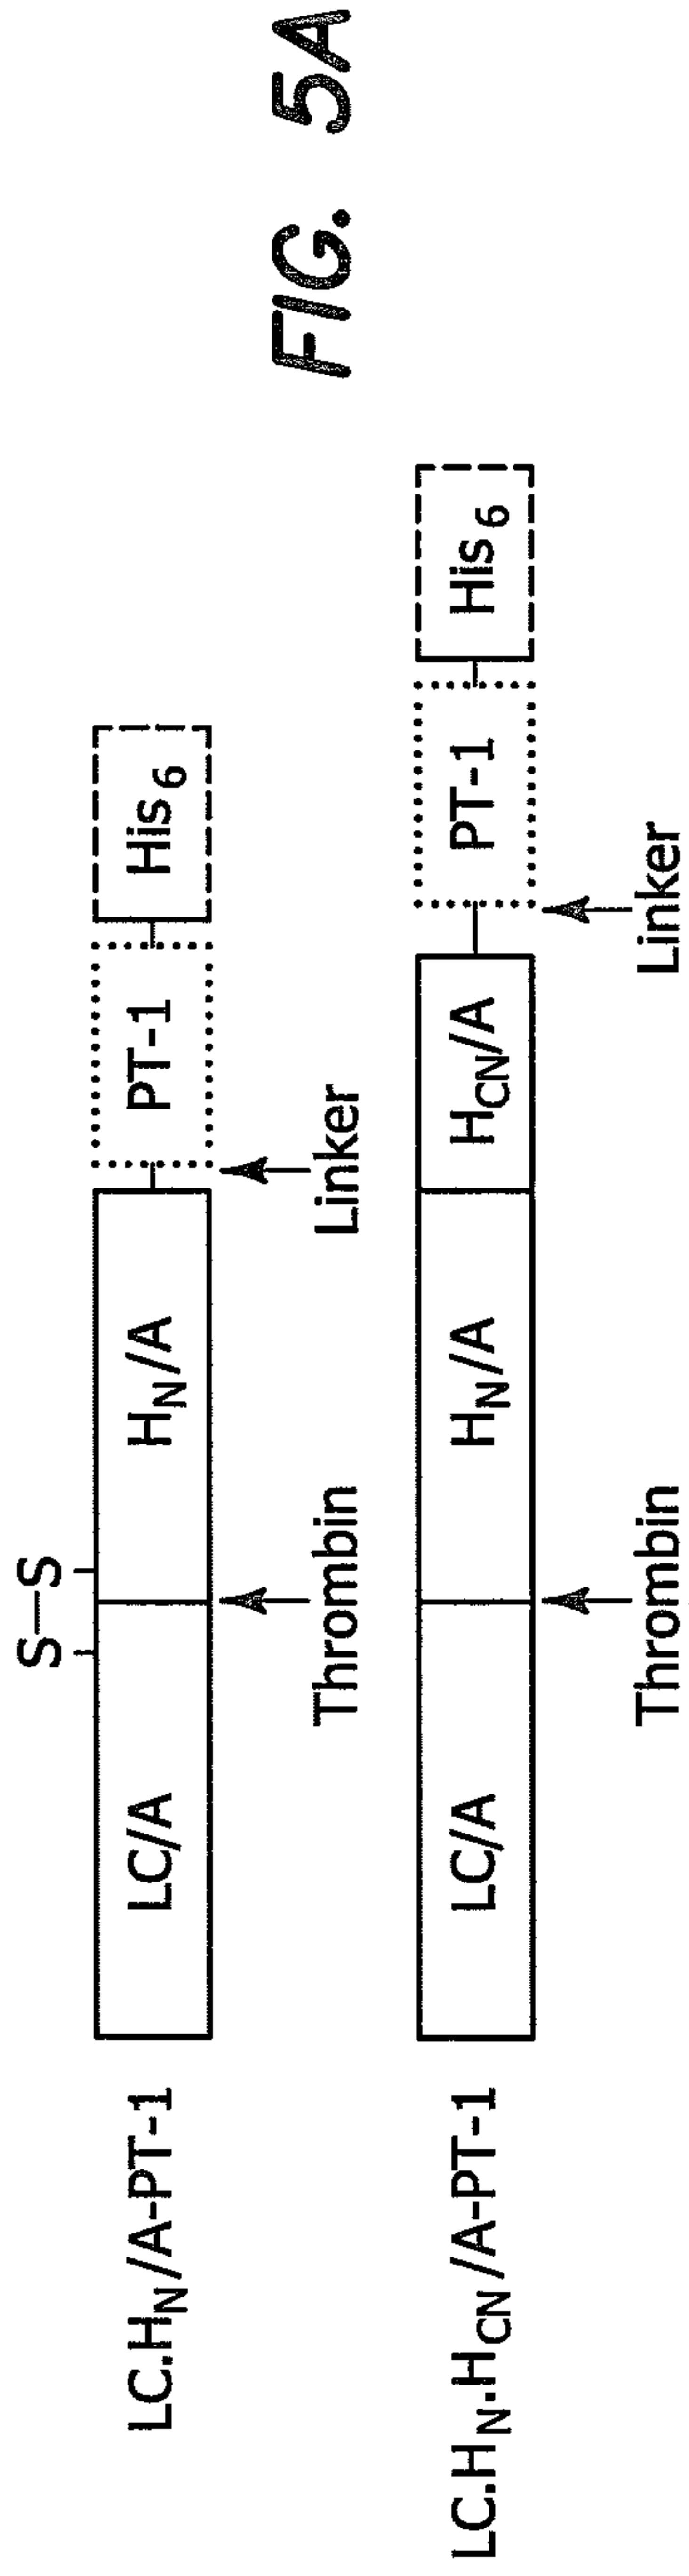 FIG. 5A
S–S
LC.HN/A-PT-1
LC/A
HN/A
PT-1
His6
Thrombin
Linker
LC.HN.HCN/A-PT-1
LC/A
HN/A
HCN/A
PT-1
His6
Thrombin
Linker